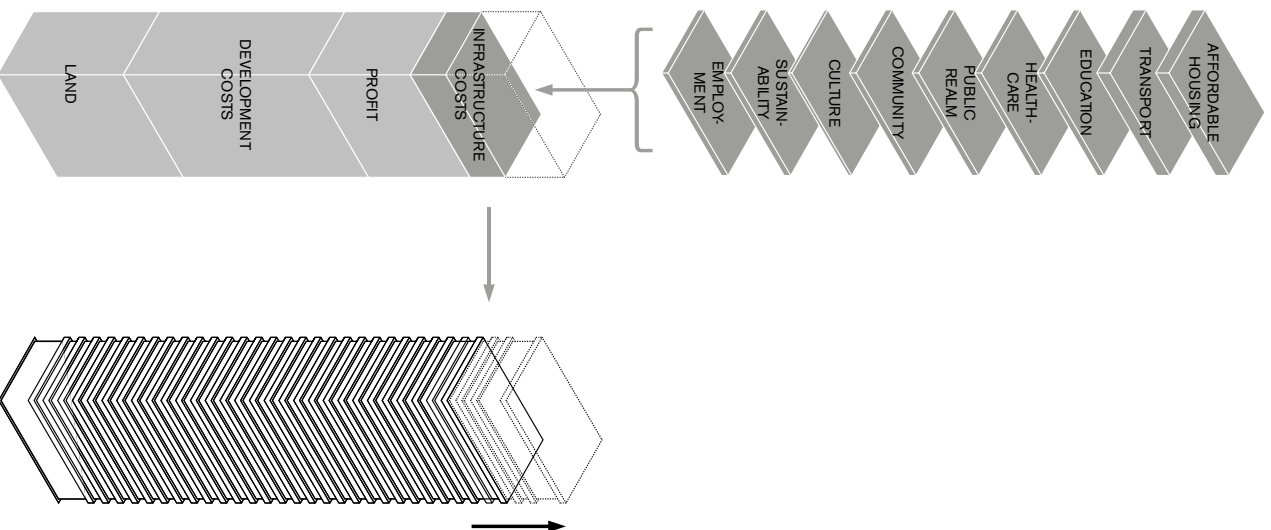 AFFORDABLE
HOUSING
TRANSPORT
EDUCATION
HEALTH-
CARE
PUBLIC
REALM
COMMUNITY
CULTURE
SUSTAIN-
ABILITY
EMPLOY-
MENT
INFRASTRUCTURE
COSTS
PROFIT
DEVELOPMENT
COSTS
LAND